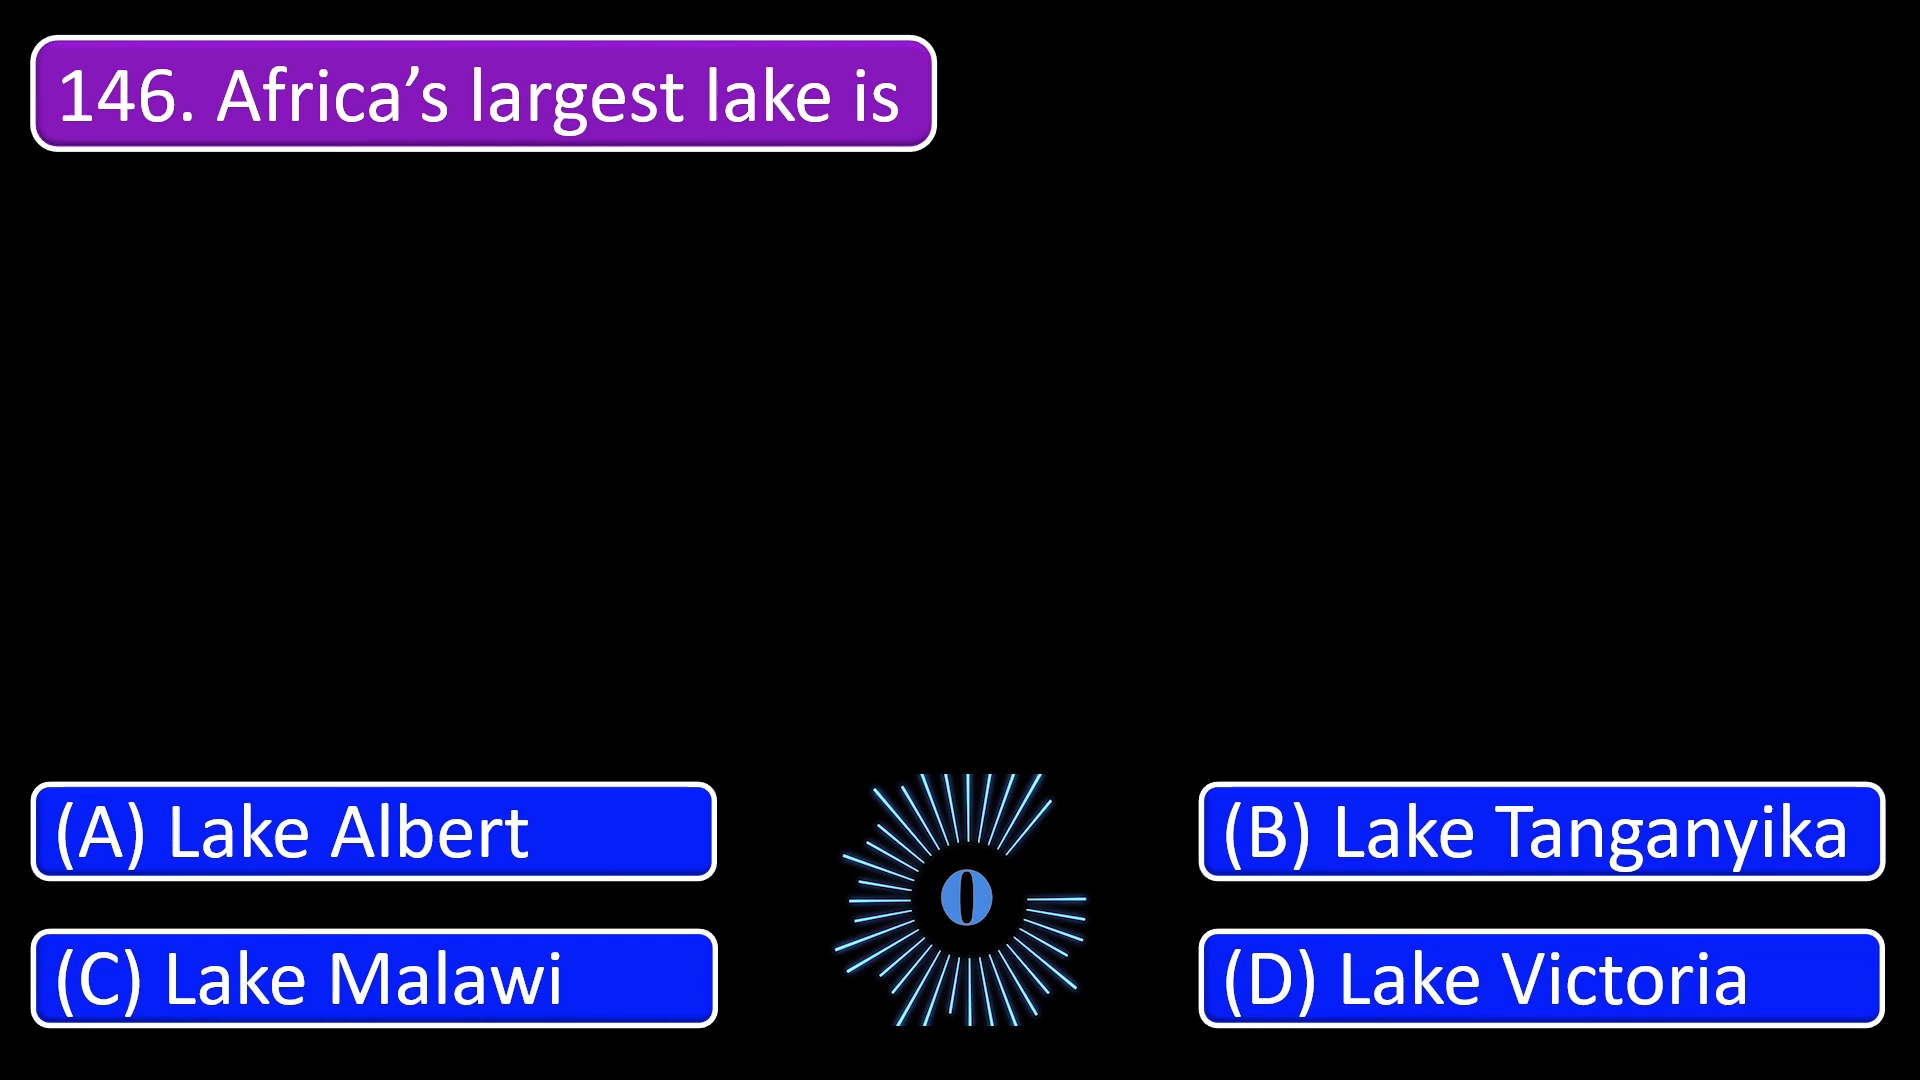 146. Africa’s largest lake is
(A) Lake Albert
(B) Lake Tanganyika
0
(C) Lake Malawi
(D) Lake Victoria